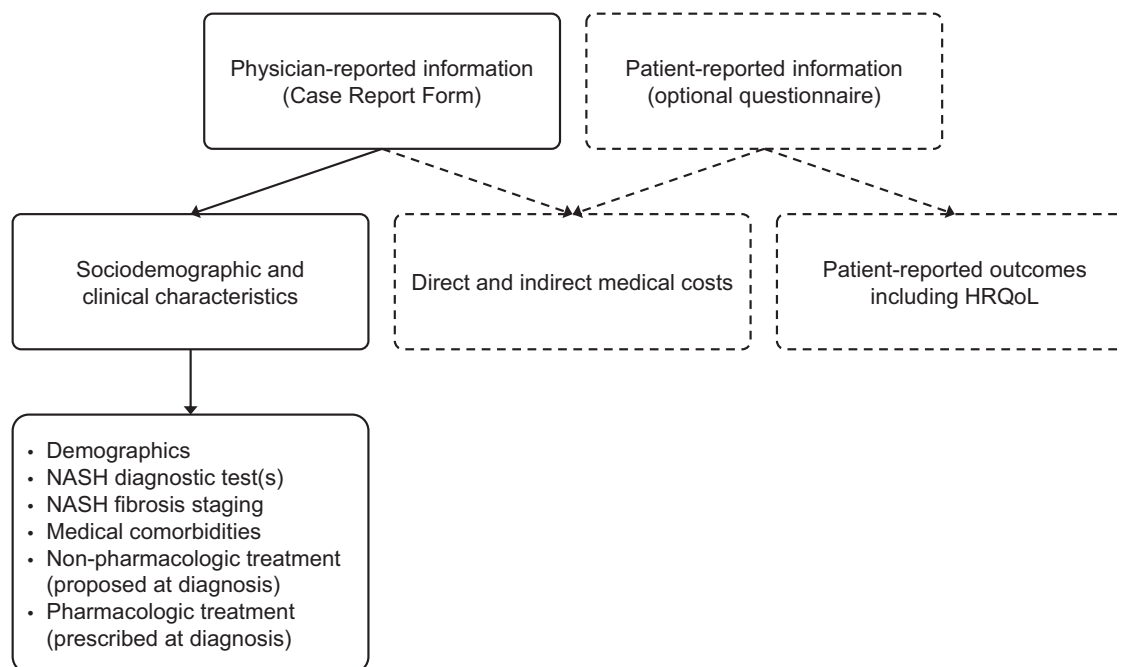 Physician-reported information
(Case Report Form)
Patient-reported information
(optional questionnaire)
Sociodemographic and
clinical characteristics
Direct and indirect medical costs
Patient-reported outcomes
including HRQoL
• Demographics
• NASH diagnostic test(s)
• NASH fibrosis staging
• Medical comorbidities
• Non-pharmacologic treatment
(proposed at diagnosis)
• Pharmacologic treatment
(prescribed at diagnosis)